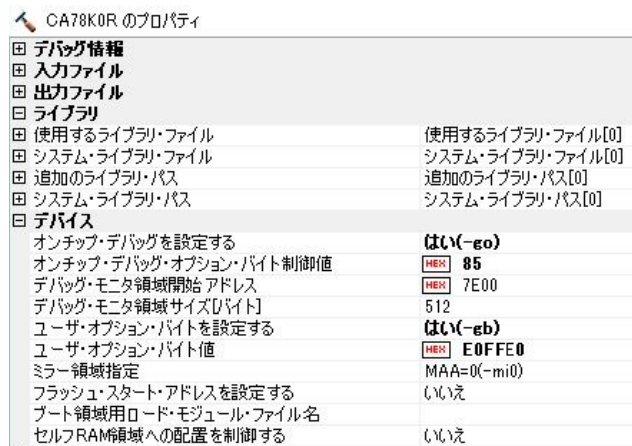 CA78K0R のプロパティ
デバッグ情報
入力ファイル
出力ファイル
ライブラリ
使用するライブラリ・ファイル 使用するライブラリ・ファイル[0]
システム・ライブラリ・ファイル システム・ライブラリ・ファイル[0]
追加のライブラリ・パス 追加のライブラリ・パス[0]
システム・ライブラリ・パス システム・ライブラリ・パス[0]
デバイス
オンチップ・デバッグを設定する はい(-go)
オンチップ・デバッグ・オプション・バイト制御値 HEX 85
デバッグ・モニタ領域開始アドレス HEX 7E00
デバッグ・モニタ領域サイズ[バイト] 512
ユーザ・オプション・バイトを設定する はい(-gb)
ユーザ・オプション・バイト値 HEX E0FFE0
ミラー領域指定 MAA=0(-mi0)
フラッシュ・スタート・アドレスを設定する いいえ
ブート領域用ロード・モジュール・ファイル名
セルフRAM領域への配置を制御する いいえ